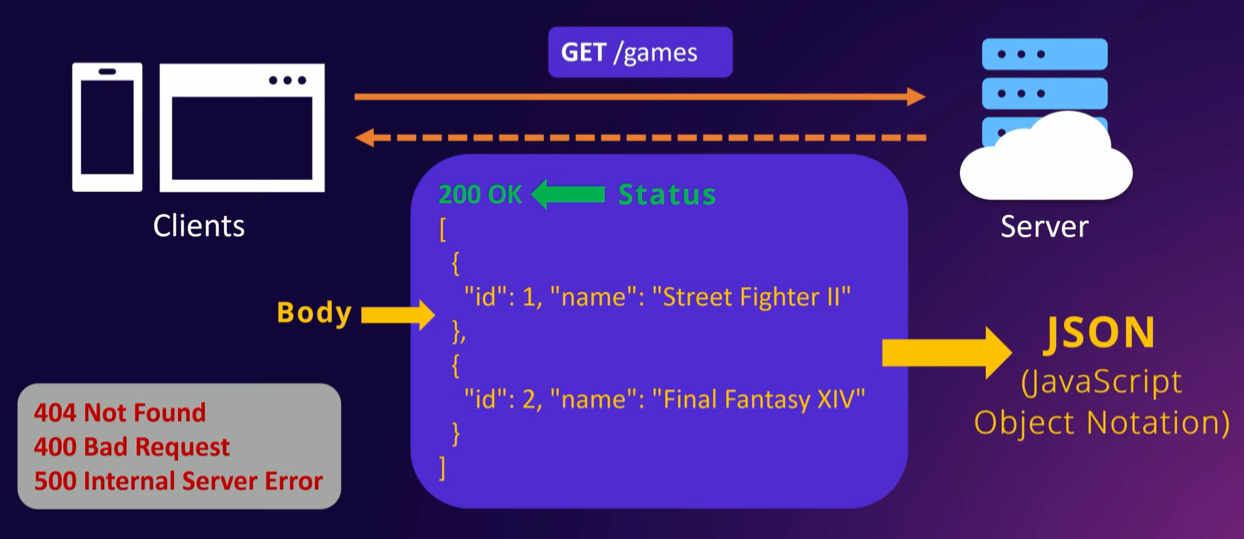 GET /games
Clients
Server
200 OK
Status
[
{
"id": 1, "name": "Street Fighter II"
},
{
"id": 2, "name": "Final Fantasy XIV"
}
]
Body
JSON
(JavaScript
Object Notation)
404 Not Found
400 Bad Request
500 Internal Server Error